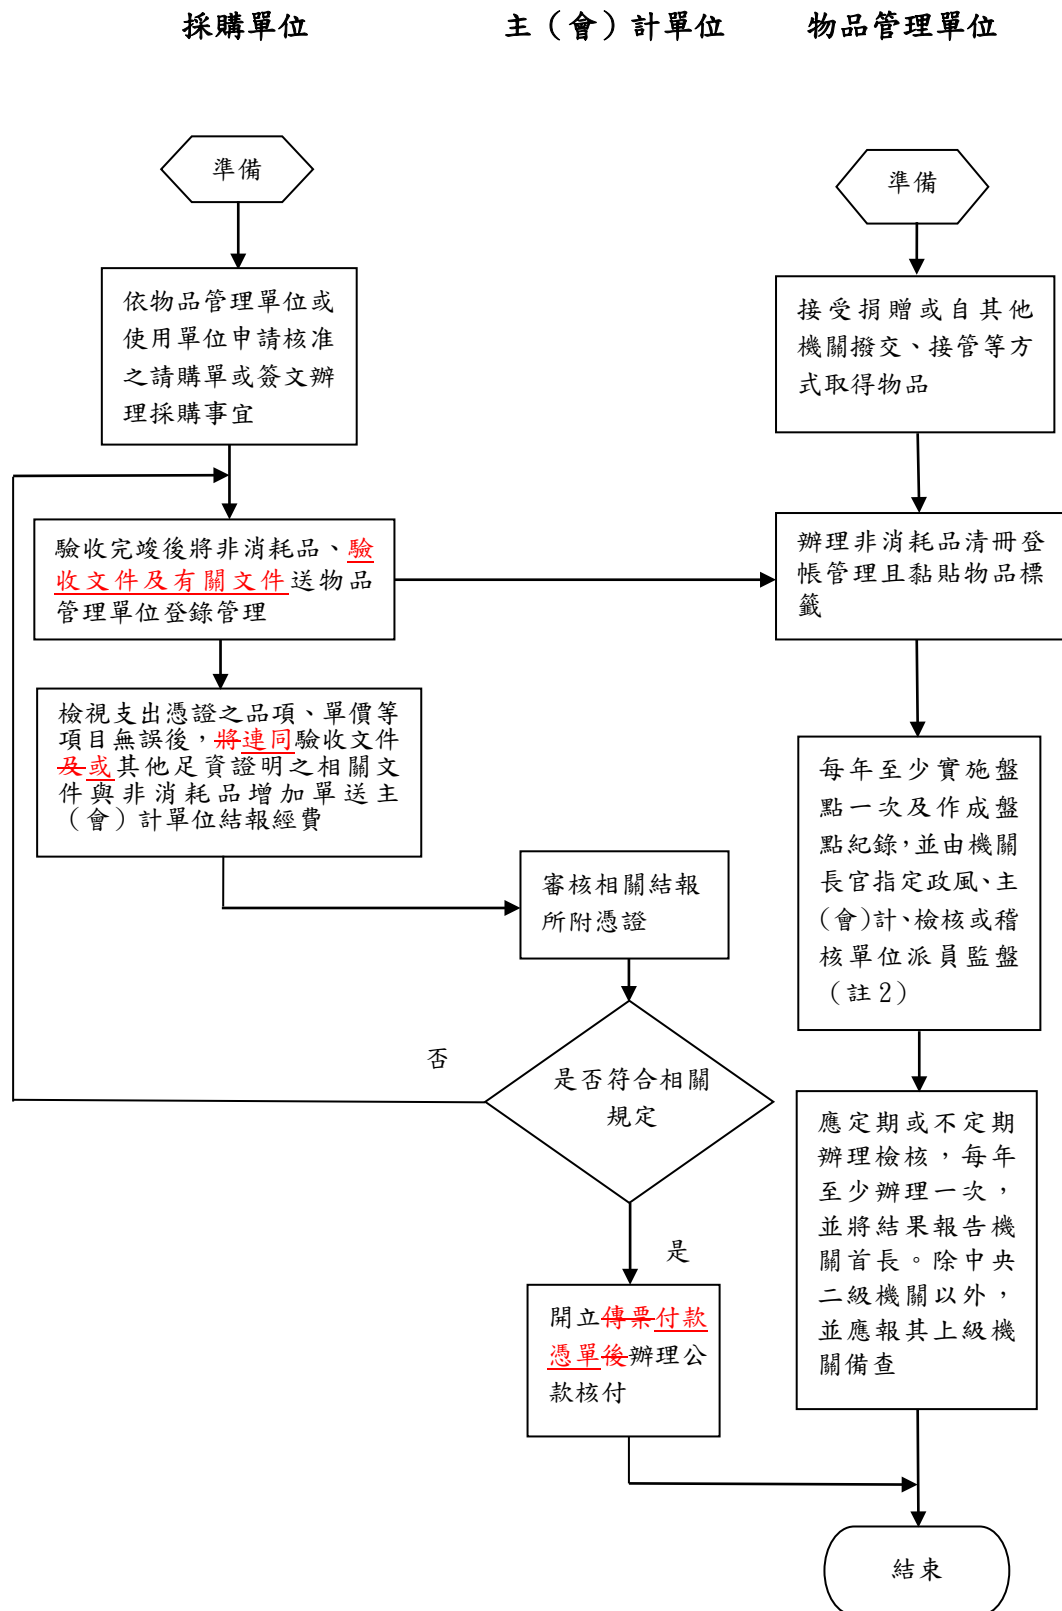 採購單位
主（會）計單位
物品管理單位
準備
依物品管理單位或
使用單位申請核准
之請購單或簽文辦
理採購事宜
驗收完竣後將非消耗品、驗
收文件及有關文件送物品
管理單位登錄管理
檢視支出憑證之品項、單價等
項目無誤後，將連同驗收文件
及或其他足資證明之相關文
件與非消耗品增加單送主
（會）計單位結報經費
審核相關結報
所附憑證
是否符合相關
規定
否
是
開立傳票付款
憑單後辦理公
款核付
準備
接受捐贈或自其他
機關撥交、接管等方
式取得物品
辦理非消耗品清冊登
帳管理且黏貼物品標
籤
每年至少實施盤
點一次及作成盤
點紀錄，並由機關
長官指定政風、主
（會）計、檢核或稽
核單位派員監盤
（註 2）
應定期或不定期
辦理檢核，每年
至少辦理一次，
並將結果報告機
關首長。除中央
二級機關以外，
並應報其上級機
關備查
結束